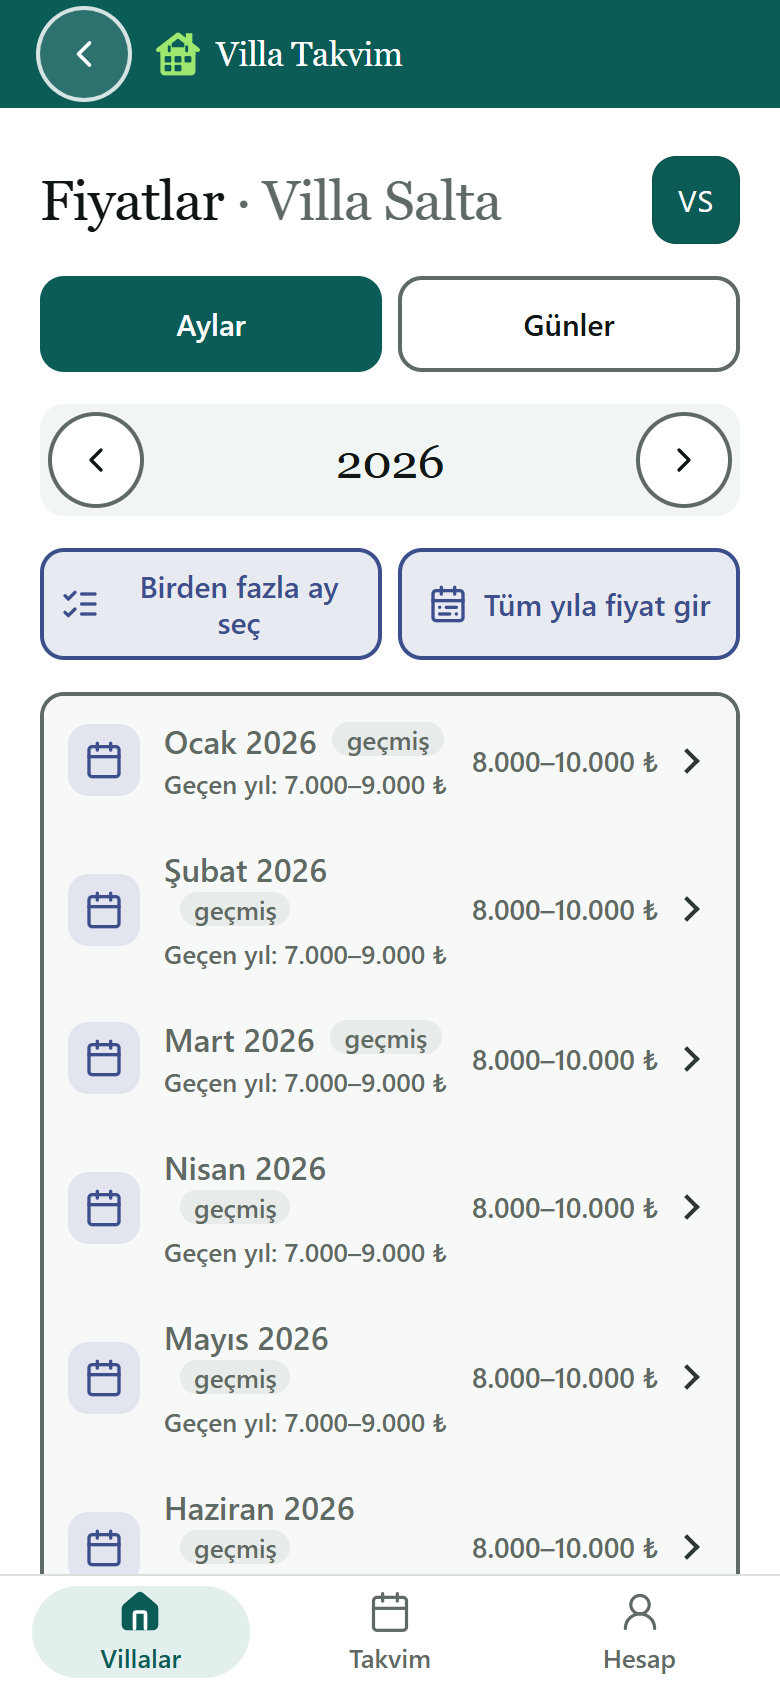 Villa Takvim
Fiyatlar · Villa Salta
VS
Aylar
Günler
2026
Birden fazla ay
seç
Tüm yıla fiyat gir
Ocak 2026 geçmiş
Geçen yıl: 7.000–9.000 ₺
8.000–10.000 ₺
Şubat 2026
geçmiş
Geçen yıl: 7.000–9.000 ₺
8.000–10.000 ₺
Mart 2026 geçmiş
Geçen yıl: 7.000–9.000 ₺
8.000–10.000 ₺
Nisan 2026
geçmiş
Geçen yıl: 7.000–9.000 ₺
8.000–10.000 ₺
Mayıs 2026
geçmiş
Geçen yıl: 7.000–9.000 ₺
8.000–10.000 ₺
Haziran 2026
geçmiş
8.000–10.000 ₺
Villalar
Takvim
Hesap